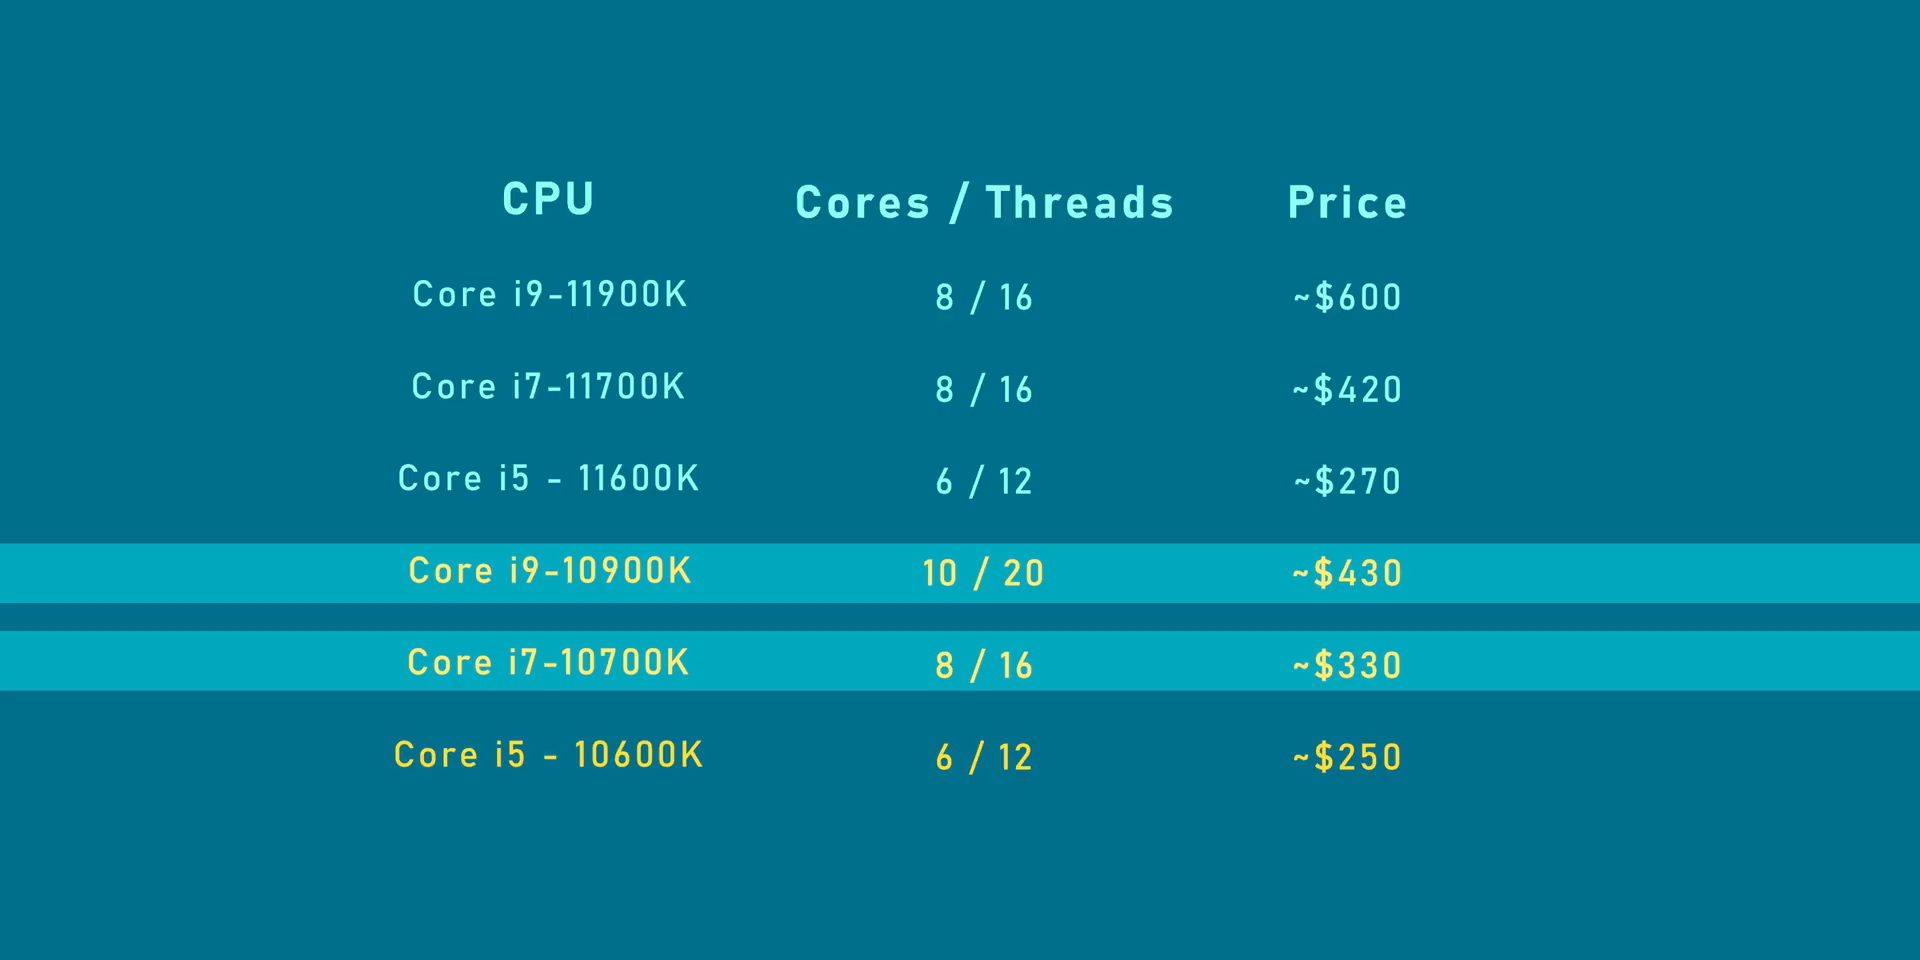 CPU Cores / Threads Price
Core i9-11900K 8 / 16 ~$600
Core i7-11700K 8 / 16 ~$420
Core i5 - 11600K 6 / 12 ~$270
Core i9-10900K 10 / 20 ~$430
Core i7-10700K 8 / 16 ~$330
Core i5 - 10600K 6 / 12 ~$250